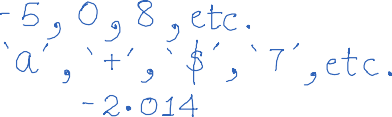 -5, 0, 8, etc.
`a', `+', `$', `7', etc.
-2.014